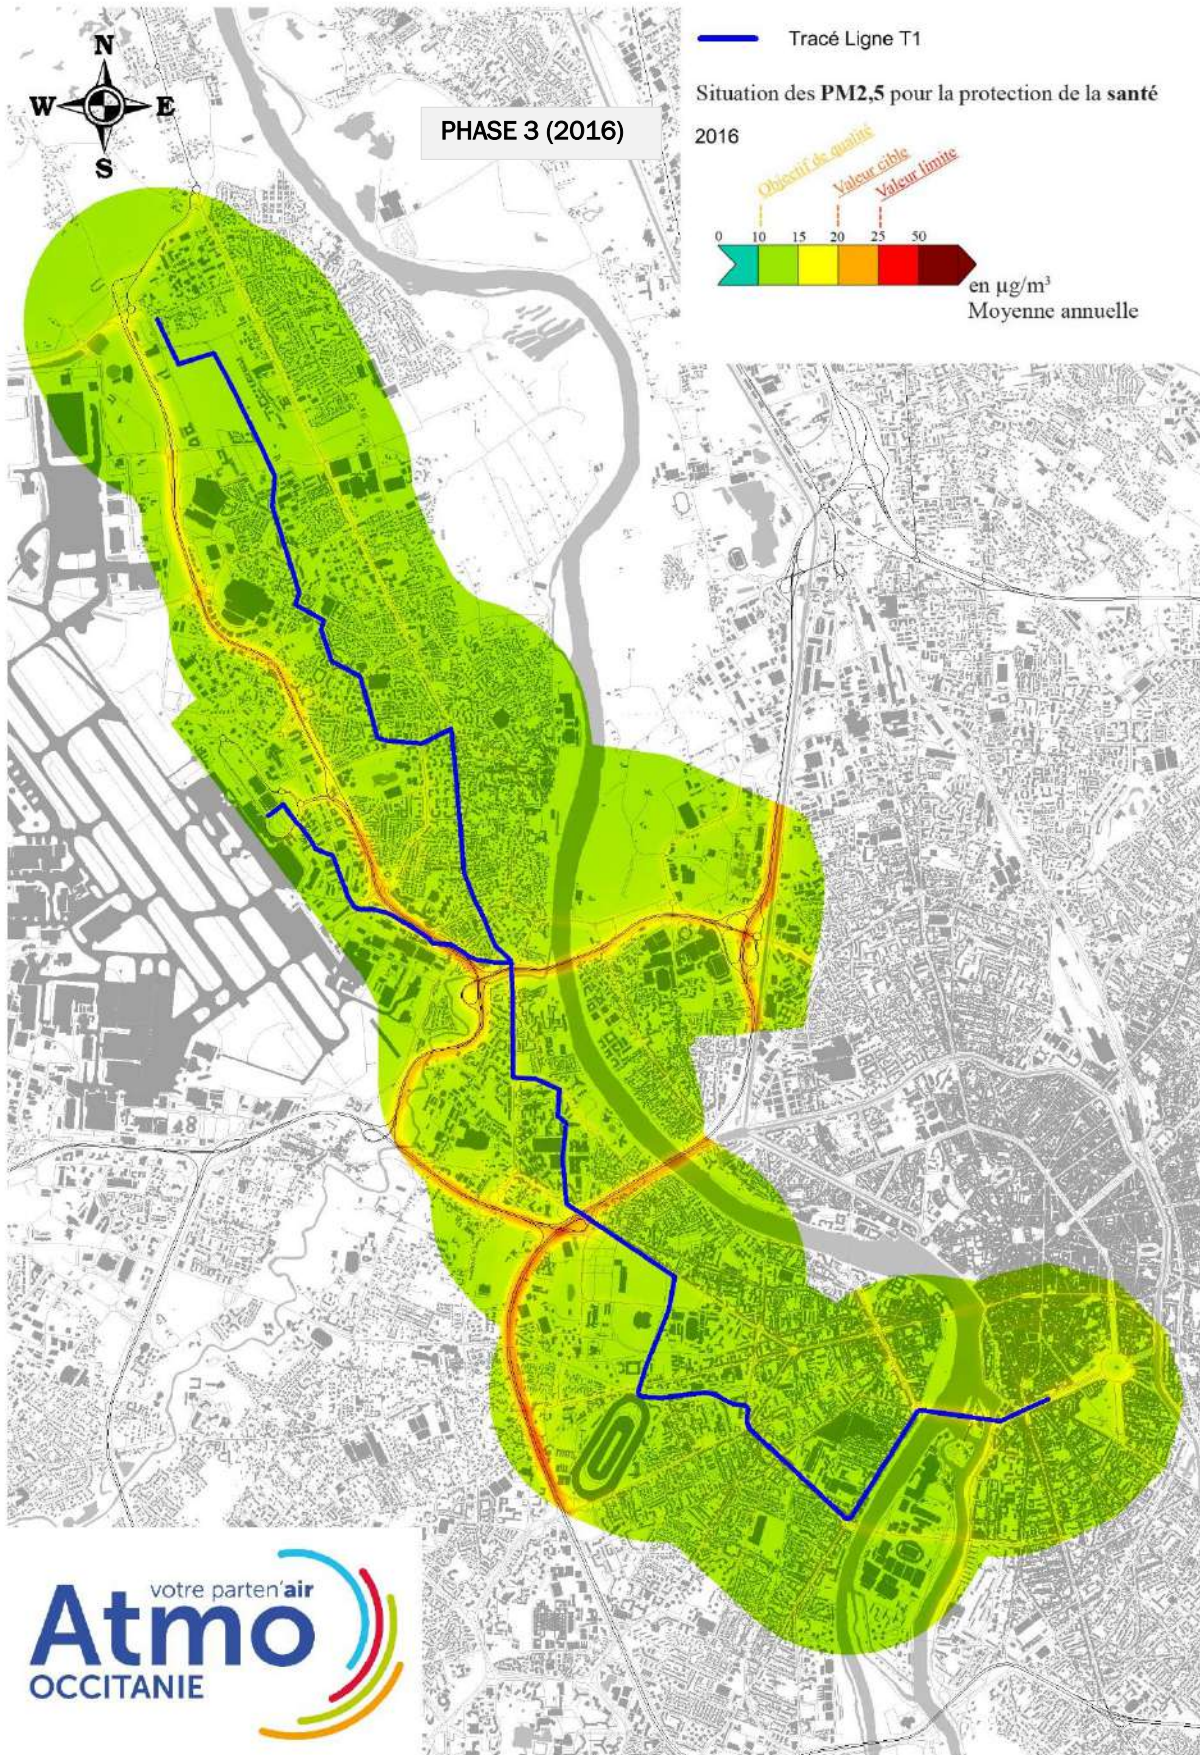 N
W E
S
PHASE 3 (2016)
Tracé Ligne T1
Situation des PM2,5 pour la protection de la santé
2016
Objectif de qualité
Valeur cible
Valeur limite
0 10 15 20 25 50
en µg/m³
Moyenne annuelle
votre parten'air
Atmo
OCCITANIE